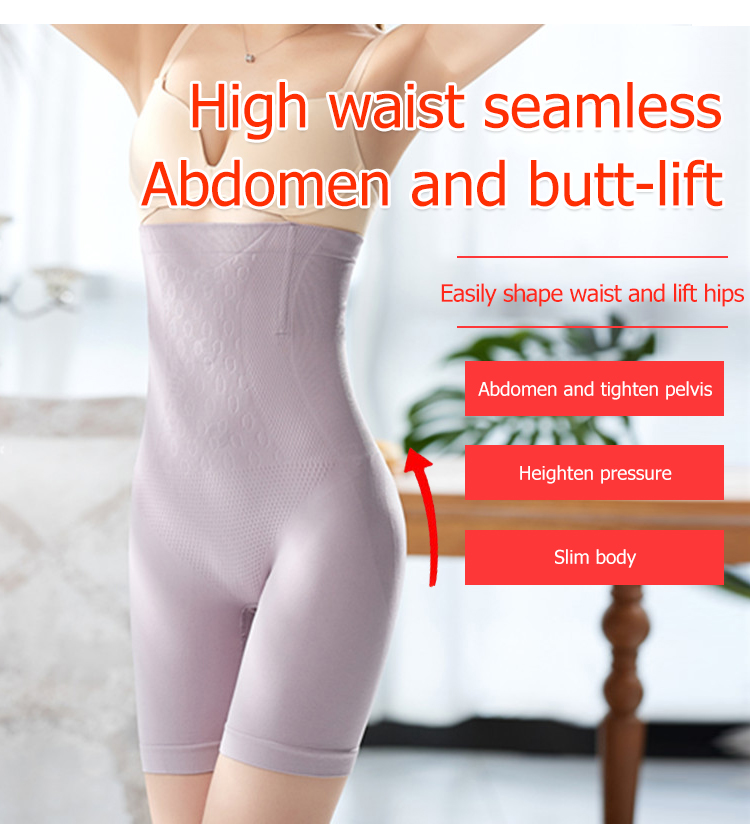 High waist seamless
Abdomen and butt-lift
Easily shape waist and lift hips
Abdomen and tighten pelvis
Heighten pressure
Slim body